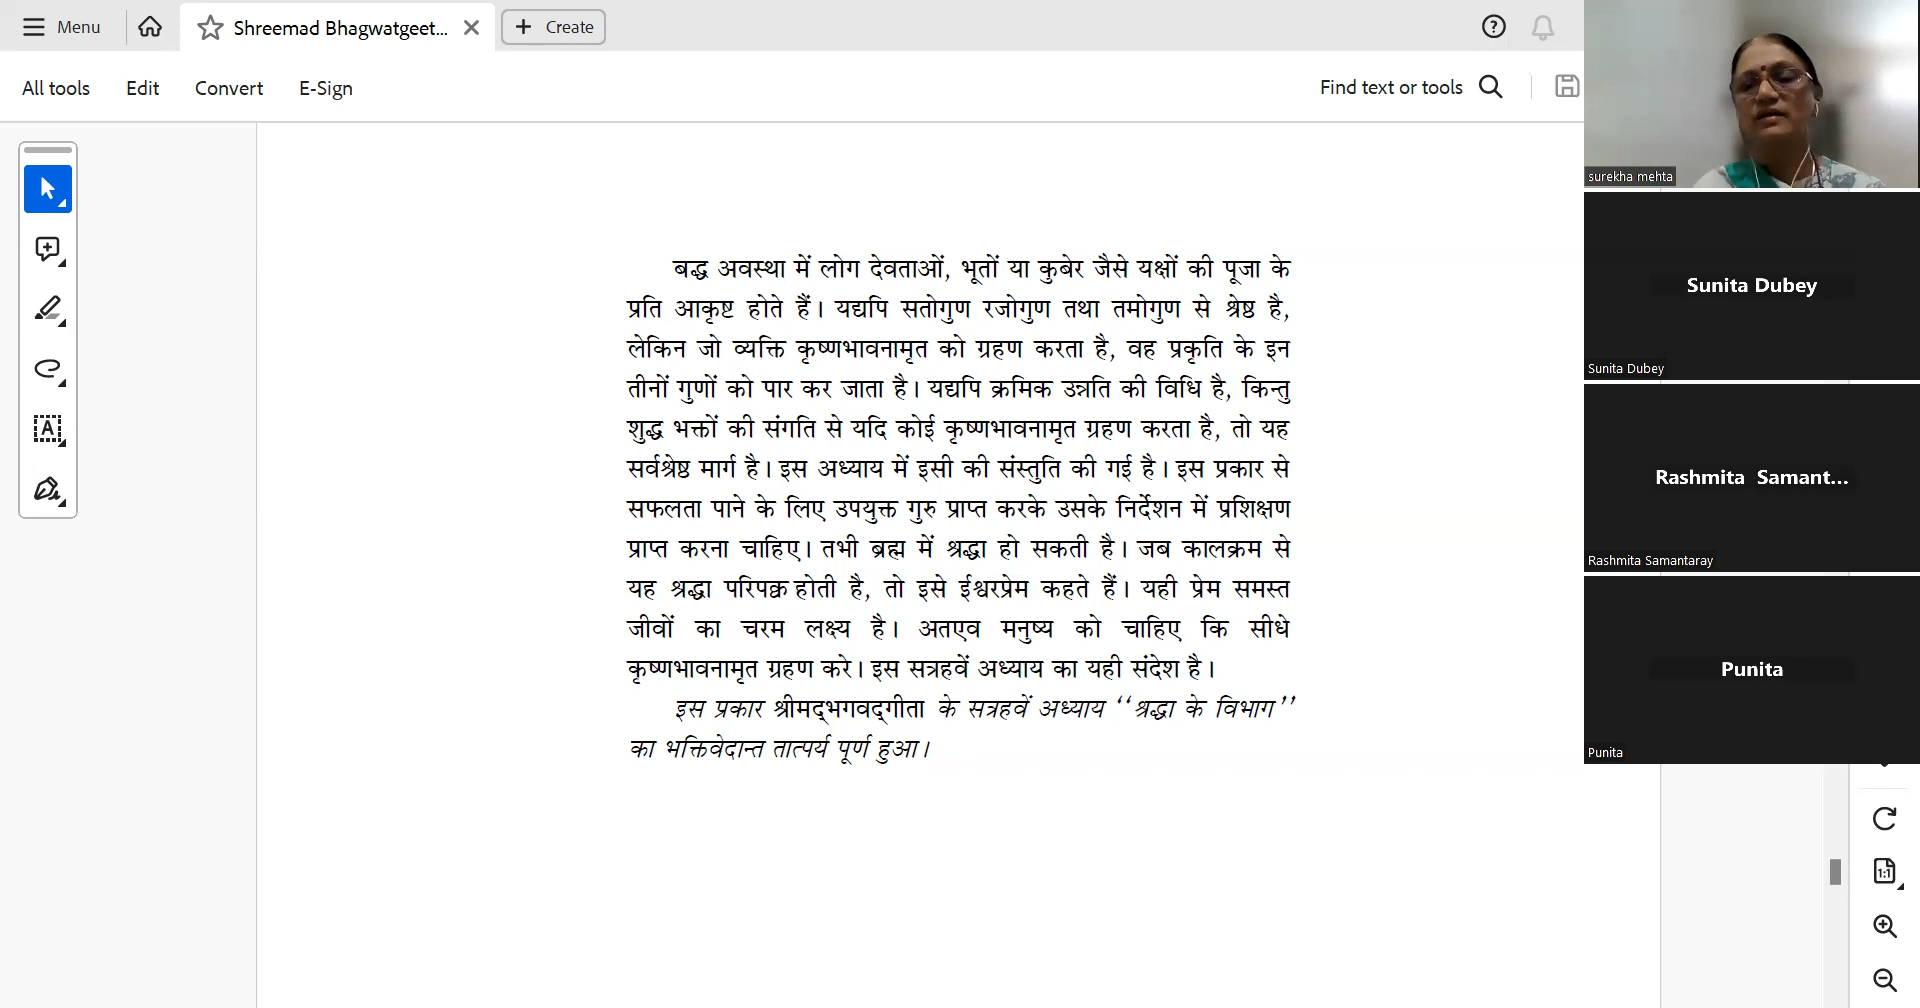 Menu
Shreemad Bhagwatgeet...
Create
All tools
Edit
Convert
E-Sign
Find text or tools
बद्ध अवस्था में लोग देवताओं, भूतों या कुबेर जैसे यक्षों की पूजा के
प्रति आकृष्ट होते हैं। यद्यपि सतोगुण रजोगुण तथा तमोगुण से श्रेष्ठ है,
लेकिन जो व्यक्ति कृष्णभावनामृत को ग्रहण करता है, वह प्रकृति के इन
तीनों गुणों को पार कर जाता है। यद्यपि क्रमिक उन्नति की विधि है, किन्तु
शुद्ध भक्तों की संगति से यदि कोई कृष्णभावनामृत ग्रहण करता है, तो यह
सर्वश्रेष्ठ मार्ग है। इस अध्याय में इसी की संस्तुति की गई है। इस प्रकार से
सफलता पाने के लिए उपयुक्त गुरु प्राप्त करके उसके निर्देशन में प्रशिक्षण
प्राप्त करना चाहिए। तभी ब्रह्म में श्रद्धा हो सकती है। जब कालक्रम से
यह श्रद्धा परिपक्व होती है, तो इसे ईश्वरप्रेम कहते हैं। यही प्रेम समस्त
जीवों का चरम लक्ष्य है। अतएव मनुष्य को चाहिए कि सीधे
कृष्णभावनामृत ग्रहण करे। इस सत्रहवें अध्याय का यही संदेश है।
इस प्रकार श्रीमद्भगवद्गीता के सत्रहवें अध्याय ‘‘श्रद्धा के विभाग’’
का भक्तिवेदान्त तात्पर्य पूर्ण हुआ।
surekha mehta
Sunita Dubey
Sunita Dubey
Rashmita Samant...
Rashmita Samantaray
Punita
Punita
1:1